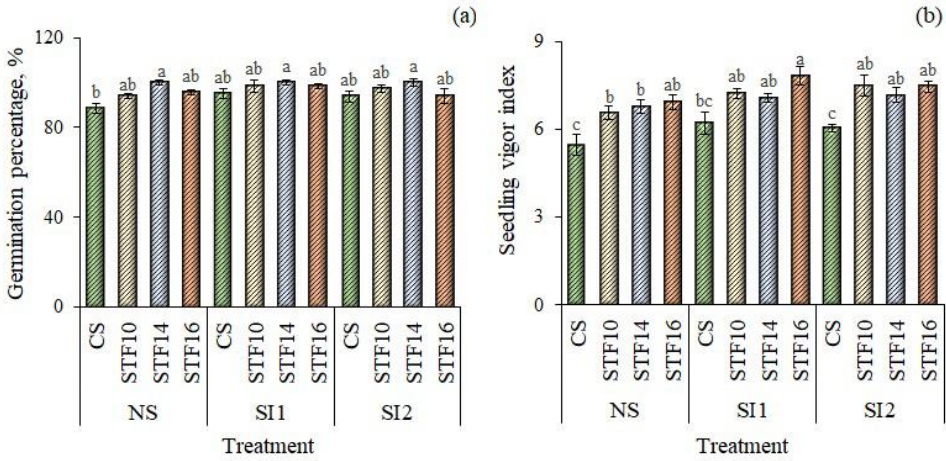 (a)
Germination percentage, %
120
80
40
0
b ab a ab ab ab a ab ab ab a ab
CS STF10 STF14 STF16 CS STF10 STF14 STF16 CS STF10 STF14 STF16
NS SI1 SI2
Treatment
(b)
Seedling vigor index
9
6
3
0
c b b ab bc ab ab a c ab ab ab
CS STF10 STF14 STF16 CS STF10 STF14 STF16 CS STF10 STF14 STF16
NS SI1 SI2
Treatment